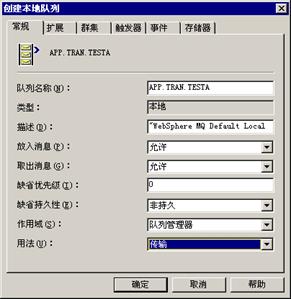 创建本地队列
常规 扩展 群集 触发器 事件 存储器
APP.TRAN.TESTA
队列名称(N): APP.TRAN.TESTA
类型: 本地
描述(D): "WebSphere MQ Default Local
放入消息(P): 允许
取出消息(G): 允许
缺省优先级(I): 0
缺省持久性(E): 非持久
作用域(S): 队列管理器
用法(U): 传输
确定 取消 帮助